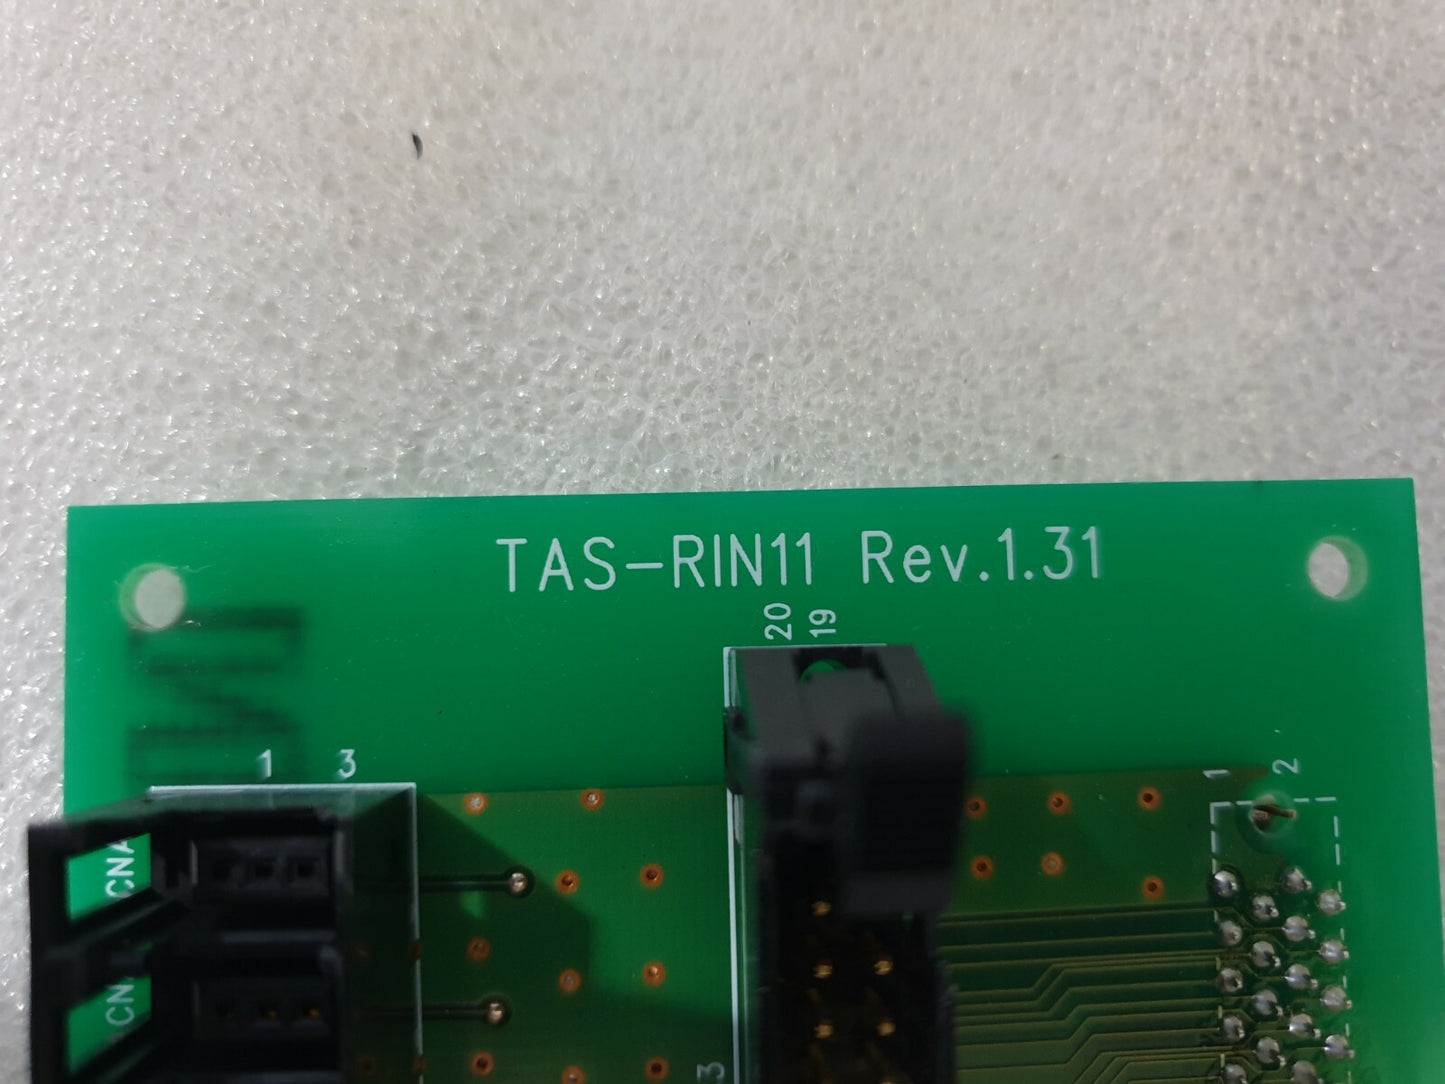 TAS-RIN11 Rev.1.31
20
19
1 3
1
2
CNA
CN
3